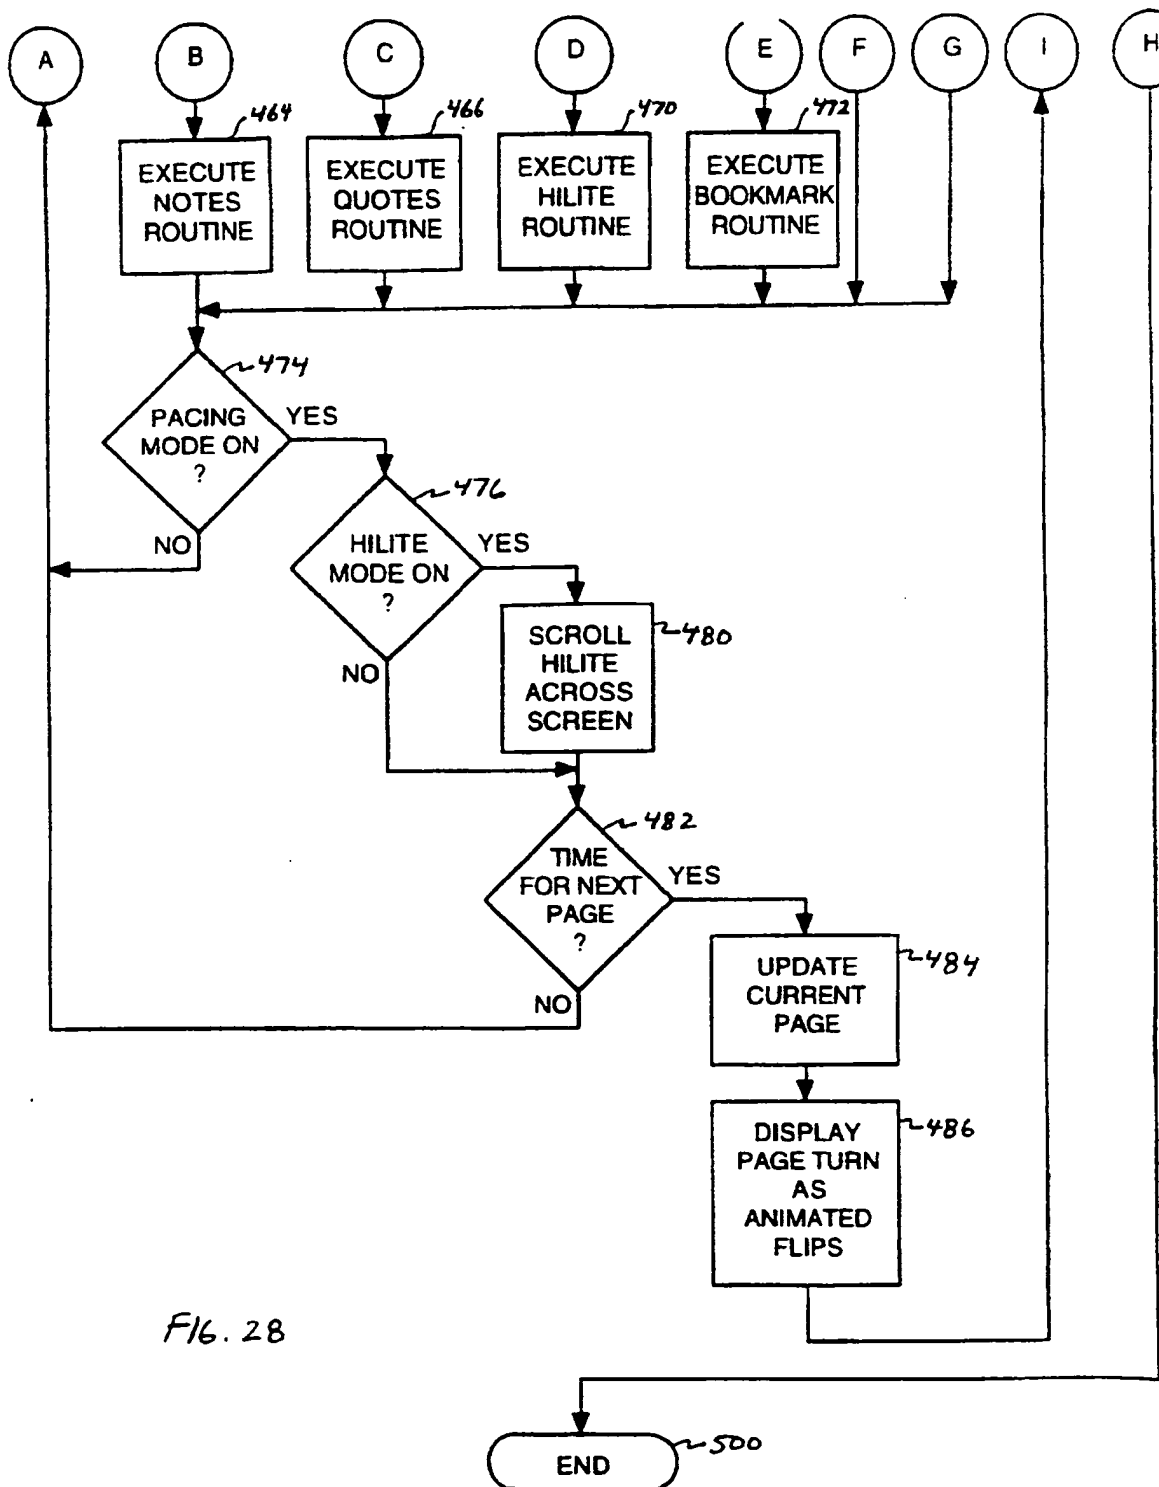 A B C D E F G I H
464
466
470
472
EXECUTE
NOTES
ROUTINE
EXECUTE
QUOTES
ROUTINE
EXECUTE
HILITE
ROUTINE
EXECUTE
BOOKMARK
ROUTINE
474
PACING
MODE ON
?
YES
NO
476
HILITE
MODE ON
?
YES
NO
480
SCROLL
HILITE
ACROSS
SCREEN
482
TIME
FOR NEXT
PAGE
?
YES
NO
484
UPDATE
CURRENT
PAGE
486
DISPLAY
PAGE TURN
AS
ANIMATED
FLIPS
FIG. 28
500
END